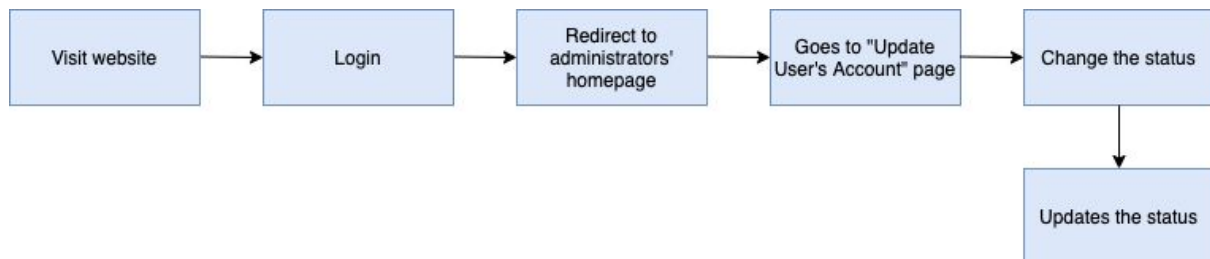 Visit website
Login
Redirect to
administrators'
homepage
Goes to "Update
User's Account" page
Change the status
Updates the status